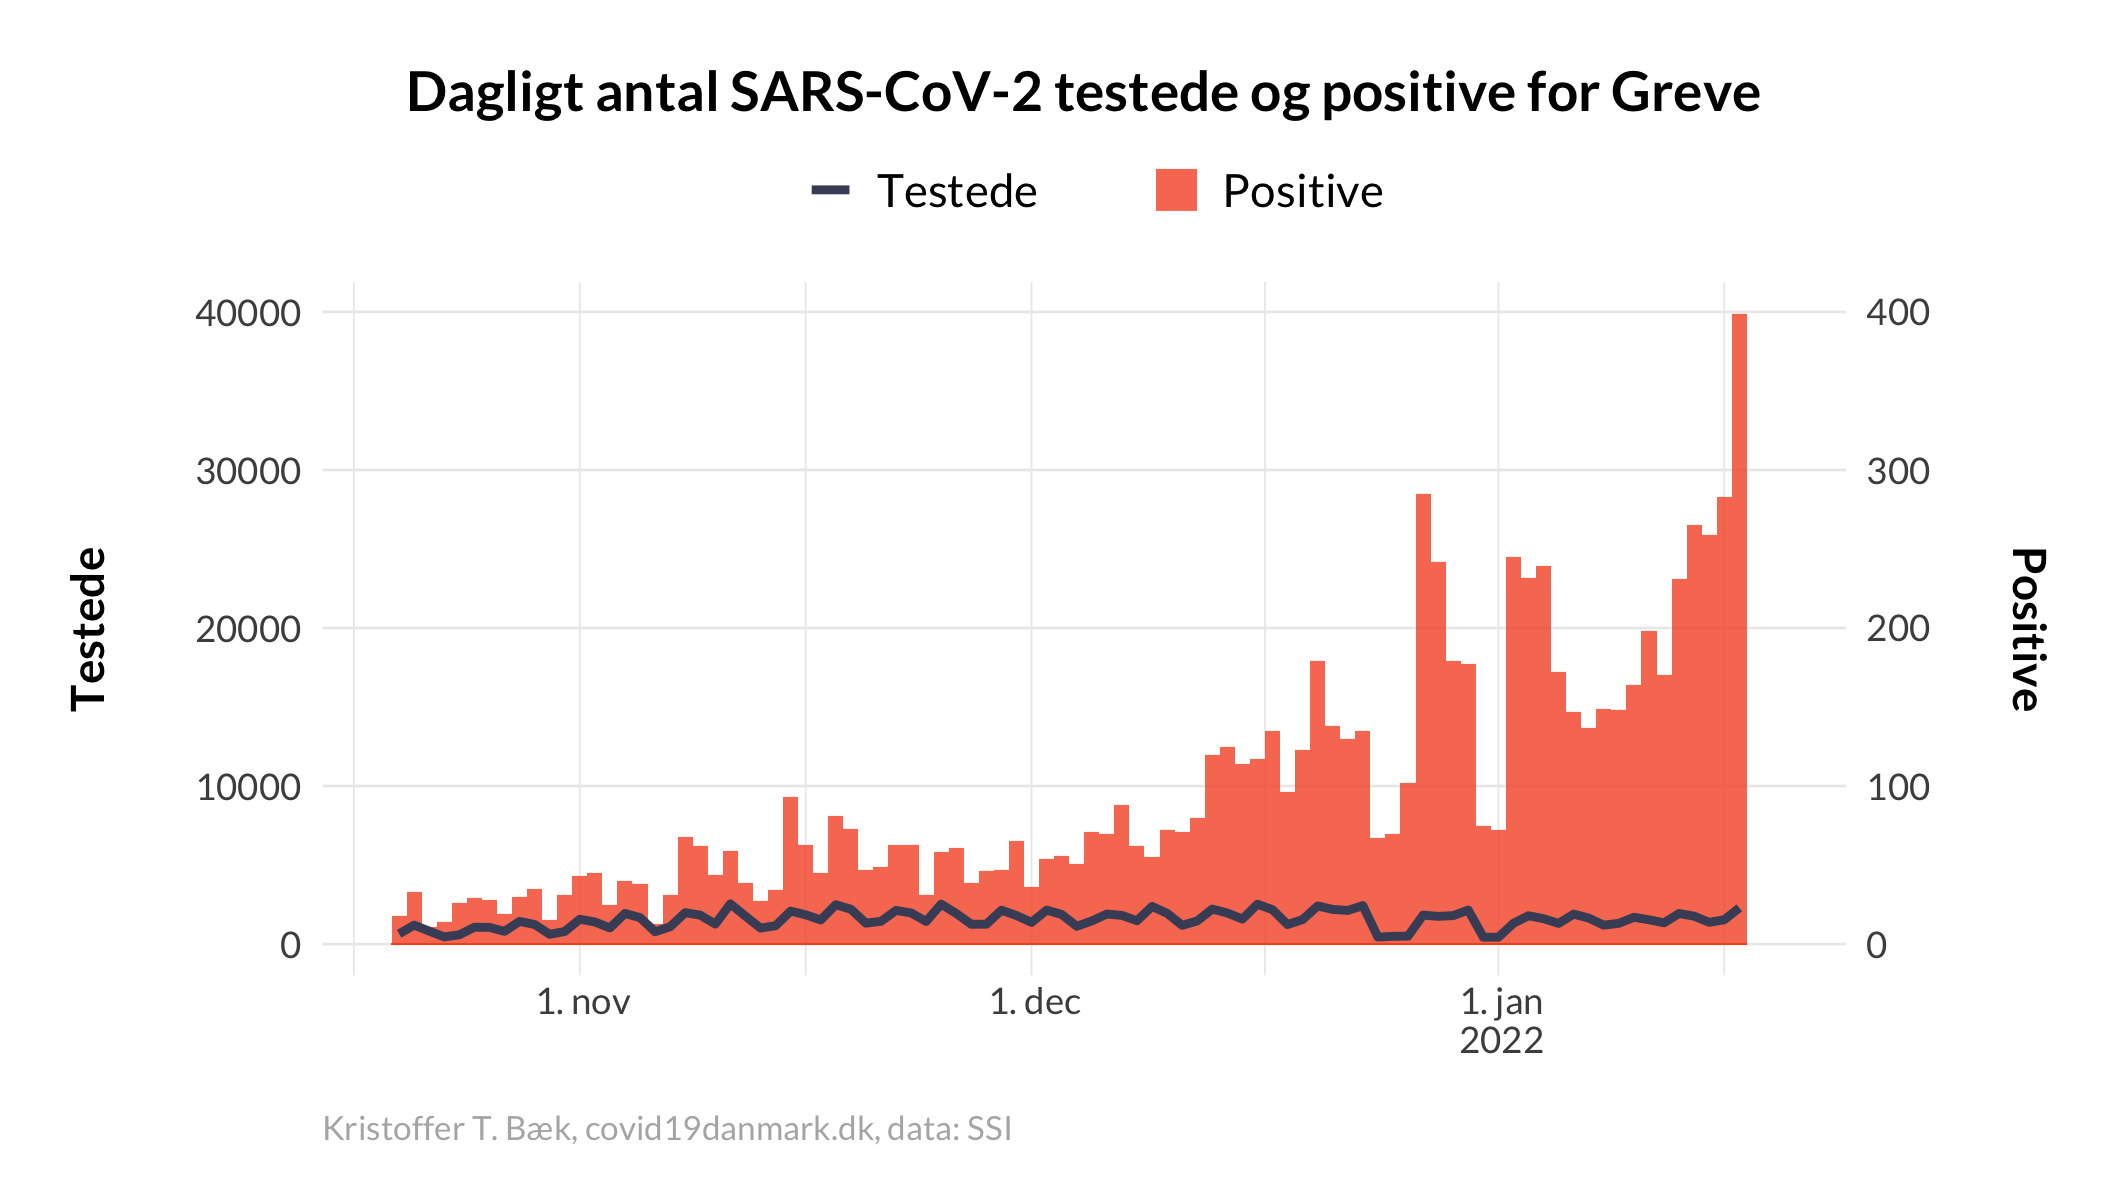 Dagligt antal SARS-CoV-2 testede og positive for Greve
Testede
Positive
40000
30000
20000
10000
0
Testede
400
300
200
100
0
Positive
1. nov
1. dec
1. jan
2022
Kristoffer T. Bæk, covid19danmark.dk, data: SSI